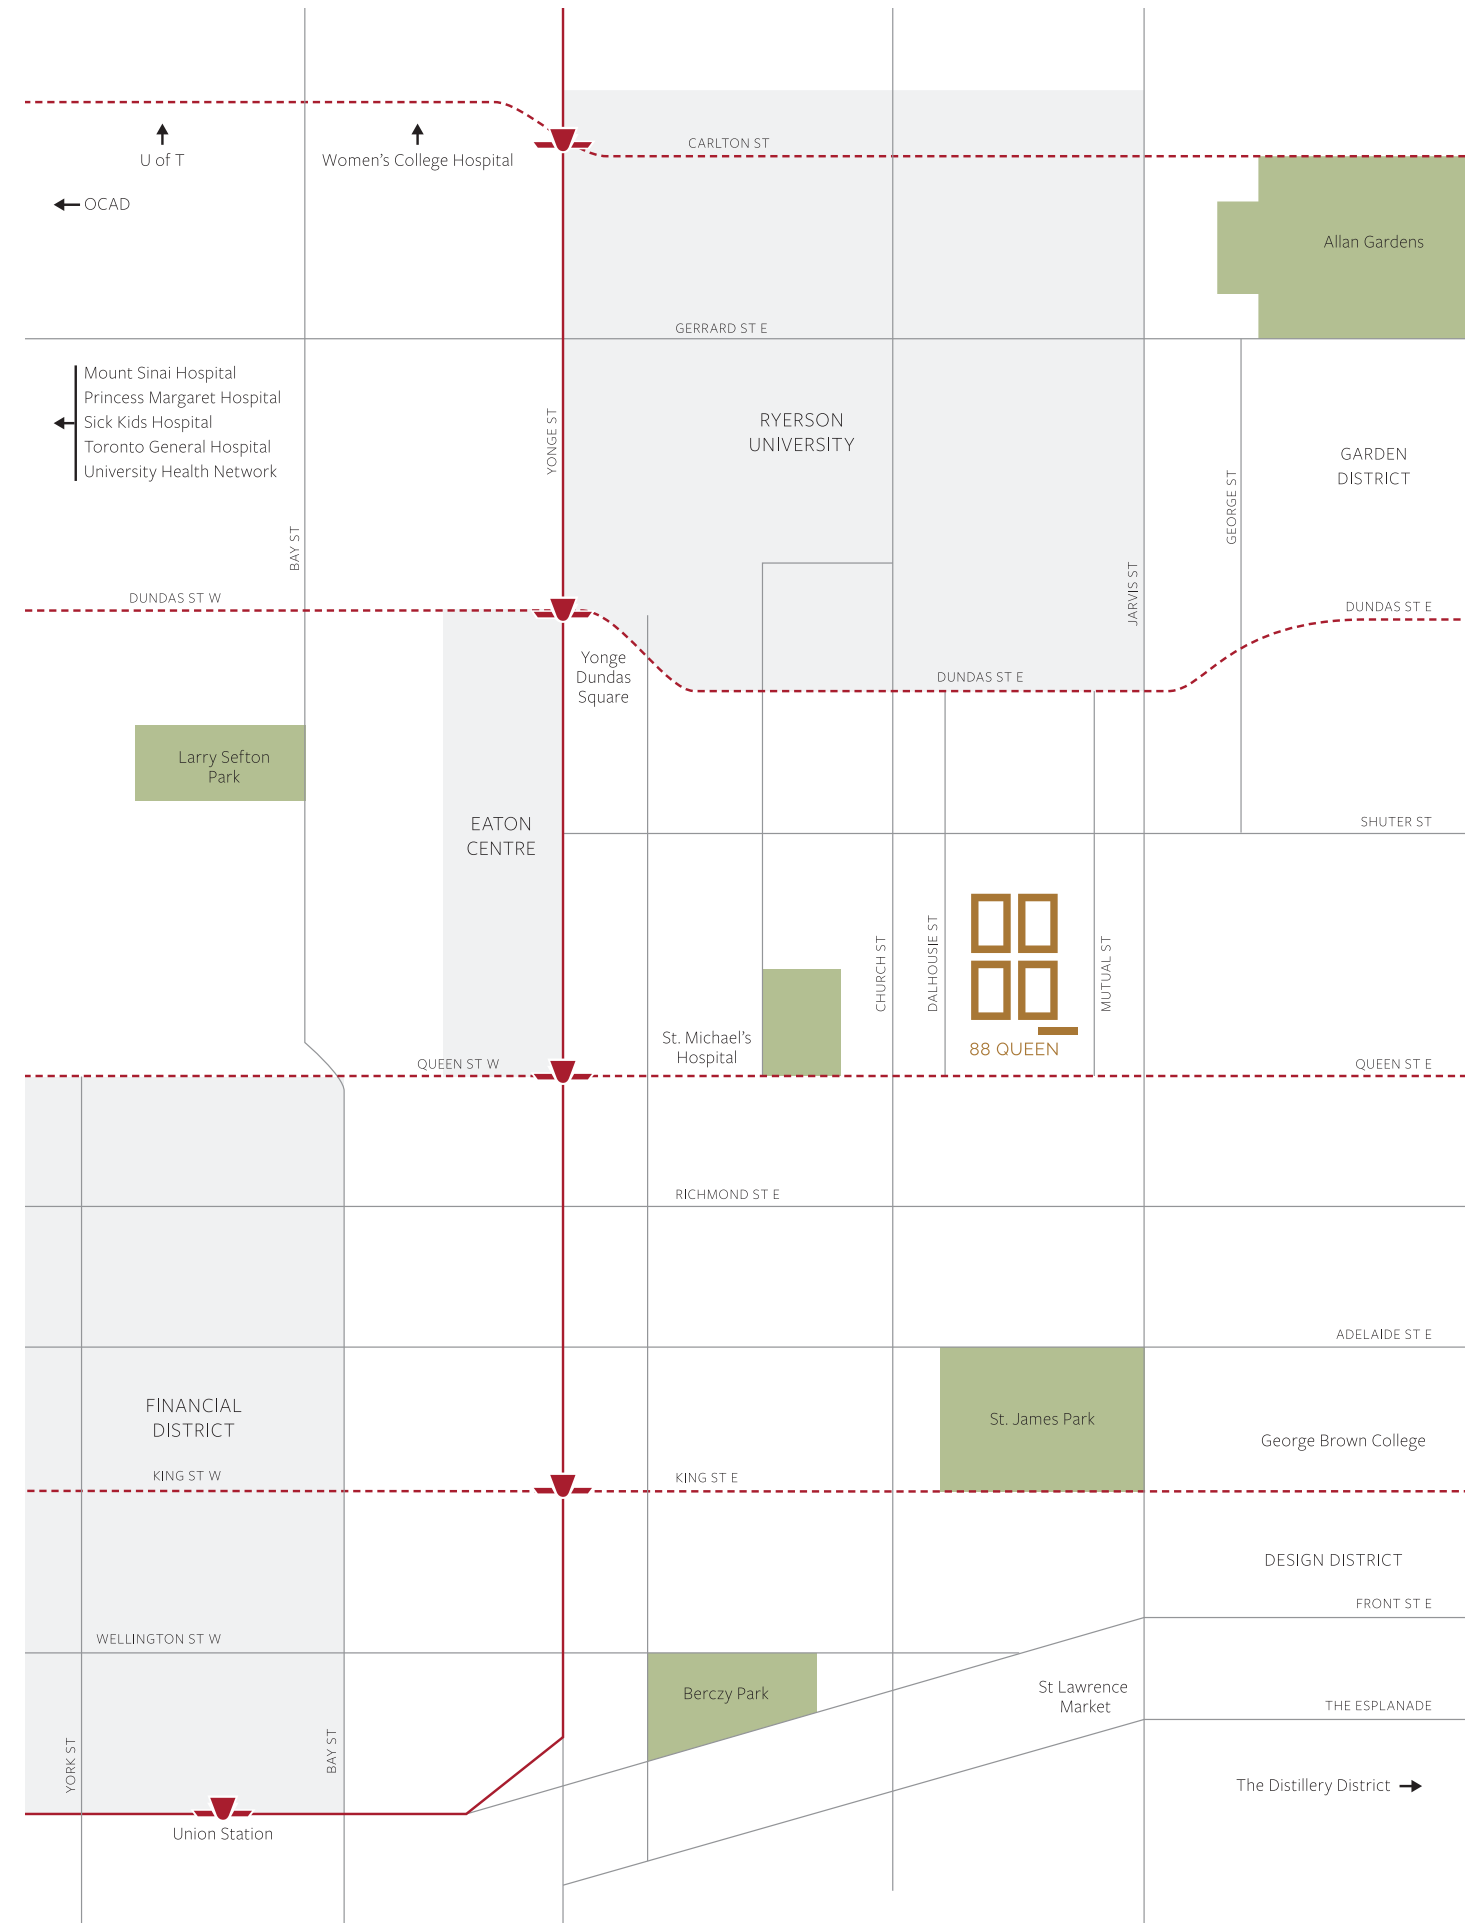 CARLTON ST
U of T
Women's College Hospital
OCAD
Allan Gardens
GERRARD ST E
Mount Sinai Hospital
Princess Margaret Hospital
Sick Kids Hospital
Toronto General Hospital
University Health Network
YONGE ST
RYERSON
UNIVERSITY
GARDEN
DISTRICT
GEORGE ST
BAY ST
JARVIS ST
DUNDAS ST W
DUNDAS ST E
Yonge
Dundas
Square
DUNDAS ST E
Larry Sefton
Park
EATON
CENTRE
SHUTER ST
CHURCH ST
DALHOUSIE ST
MUTUAL ST
St. Michael's
Hospital
88 QUEEN
QUEEN ST W
QUEEN ST E
RICHMOND ST E
ADELAIDE ST E
FINANCIAL
DISTRICT
St. James Park
George Brown College
KING ST W
KING ST E
DESIGN DISTRICT
FRONT ST E
WELLINGTON ST W
Berczy Park
St Lawrence
Market
THE ESPLANADE
YORK ST
BAY ST
The Distillery District
Union Station